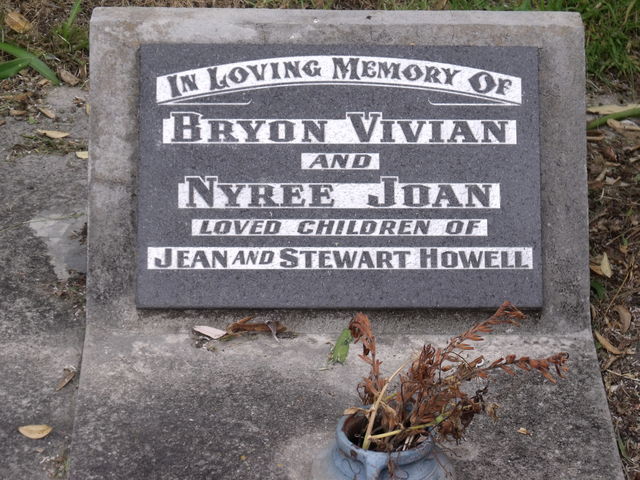 In Loving Memory Of
Bryon Vivian
and
Nyree Joan
loved children of
Jean and Stewart Howell